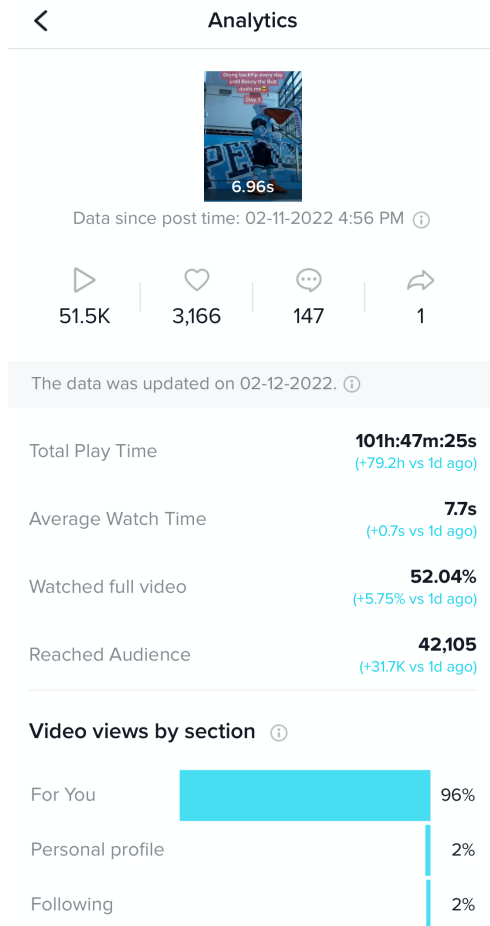 Analytics
Doing backflip every day
until Benny the Bull
duets me😎
Day 1
6.96s
Data since post time: 02-11-2022 4:56 PM
51.5K
3,166
147
1
The data was updated on 02-12-2022.
Total Play Time
101h:47m:25s
(+79.2h vs 1d ago)
Average Watch Time
7.7s
(+0.7s vs 1d ago)
Watched full video
52.04%
(+5.75% vs 1d ago)
Reached Audience
42,105
(+31.7K vs 1d ago)
Video views by section
For You
96%
Personal profile
2%
Following
2%